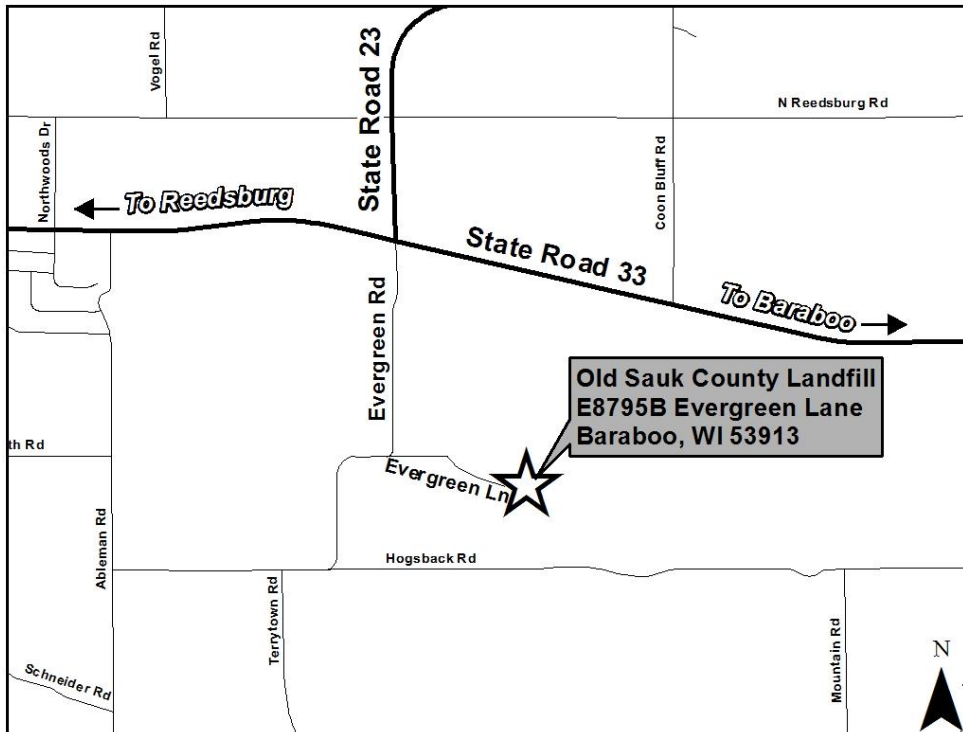 Vogel Rd
State Road 23
N Reedsburg Rd
Northwoods Dr
Coon Bluff Rd
To Reedsburg
State Road 33
To Baraboo
Evergreen Rd
Old Sauk County Landfill
E8795B Evergreen Lane
Baraboo, WI 53913
th Rd
Evergreen Ln
Ableman Rd
Hogsback Rd
Terrytown Rd
Mountain Rd
Schneider Rd
N